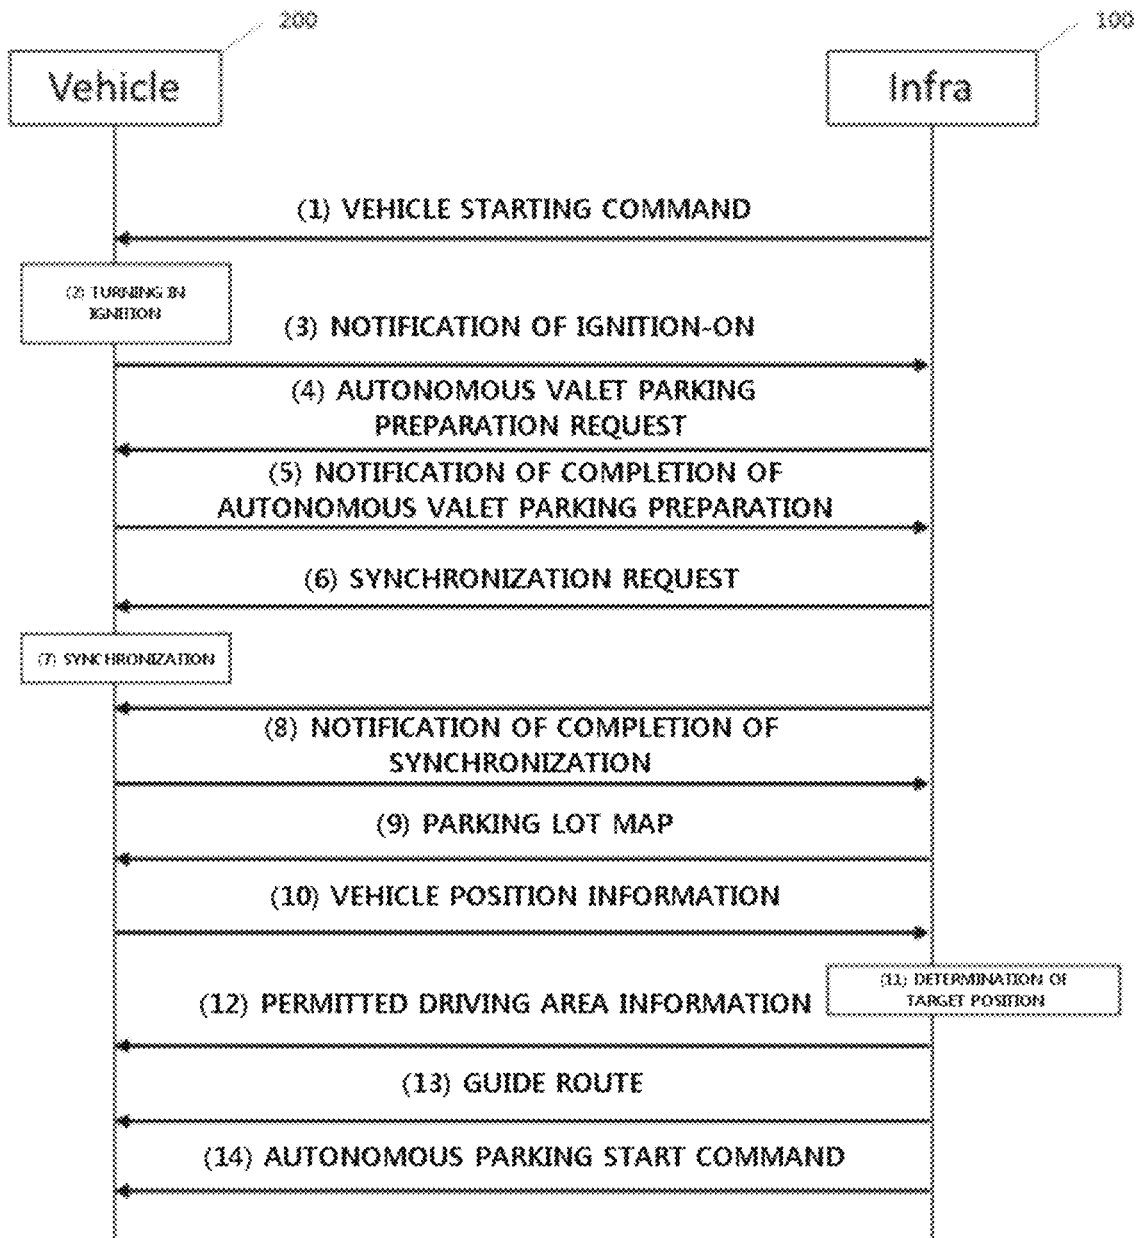 200
100
Vehicle
Infra
(1) VEHICLE STARTING COMMAND
(2) TURNING IN
IGNITION
(3) NOTIFICATION OF IGNITION-ON
(4) AUTONOMOUS VALET PARKING
PREPARATION REQUEST
(5) NOTIFICATION OF COMPLETION OF
AUTONOMOUS VALET PARKING PREPARATION
(6) SYNCHRONIZATION REQUEST
(7) SYNCHRONIZATION
(8) NOTIFICATION OF COMPLETION OF
SYNCHRONIZATION
(9) PARKING LOT MAP
(10) VEHICLE POSITION INFORMATION
(11) DETERMINATION OF
TARGET POSITION
(12) PERMITTED DRIVING AREA INFORMATION
(13) GUIDE ROUTE
(14) AUTONOMOUS PARKING START COMMAND